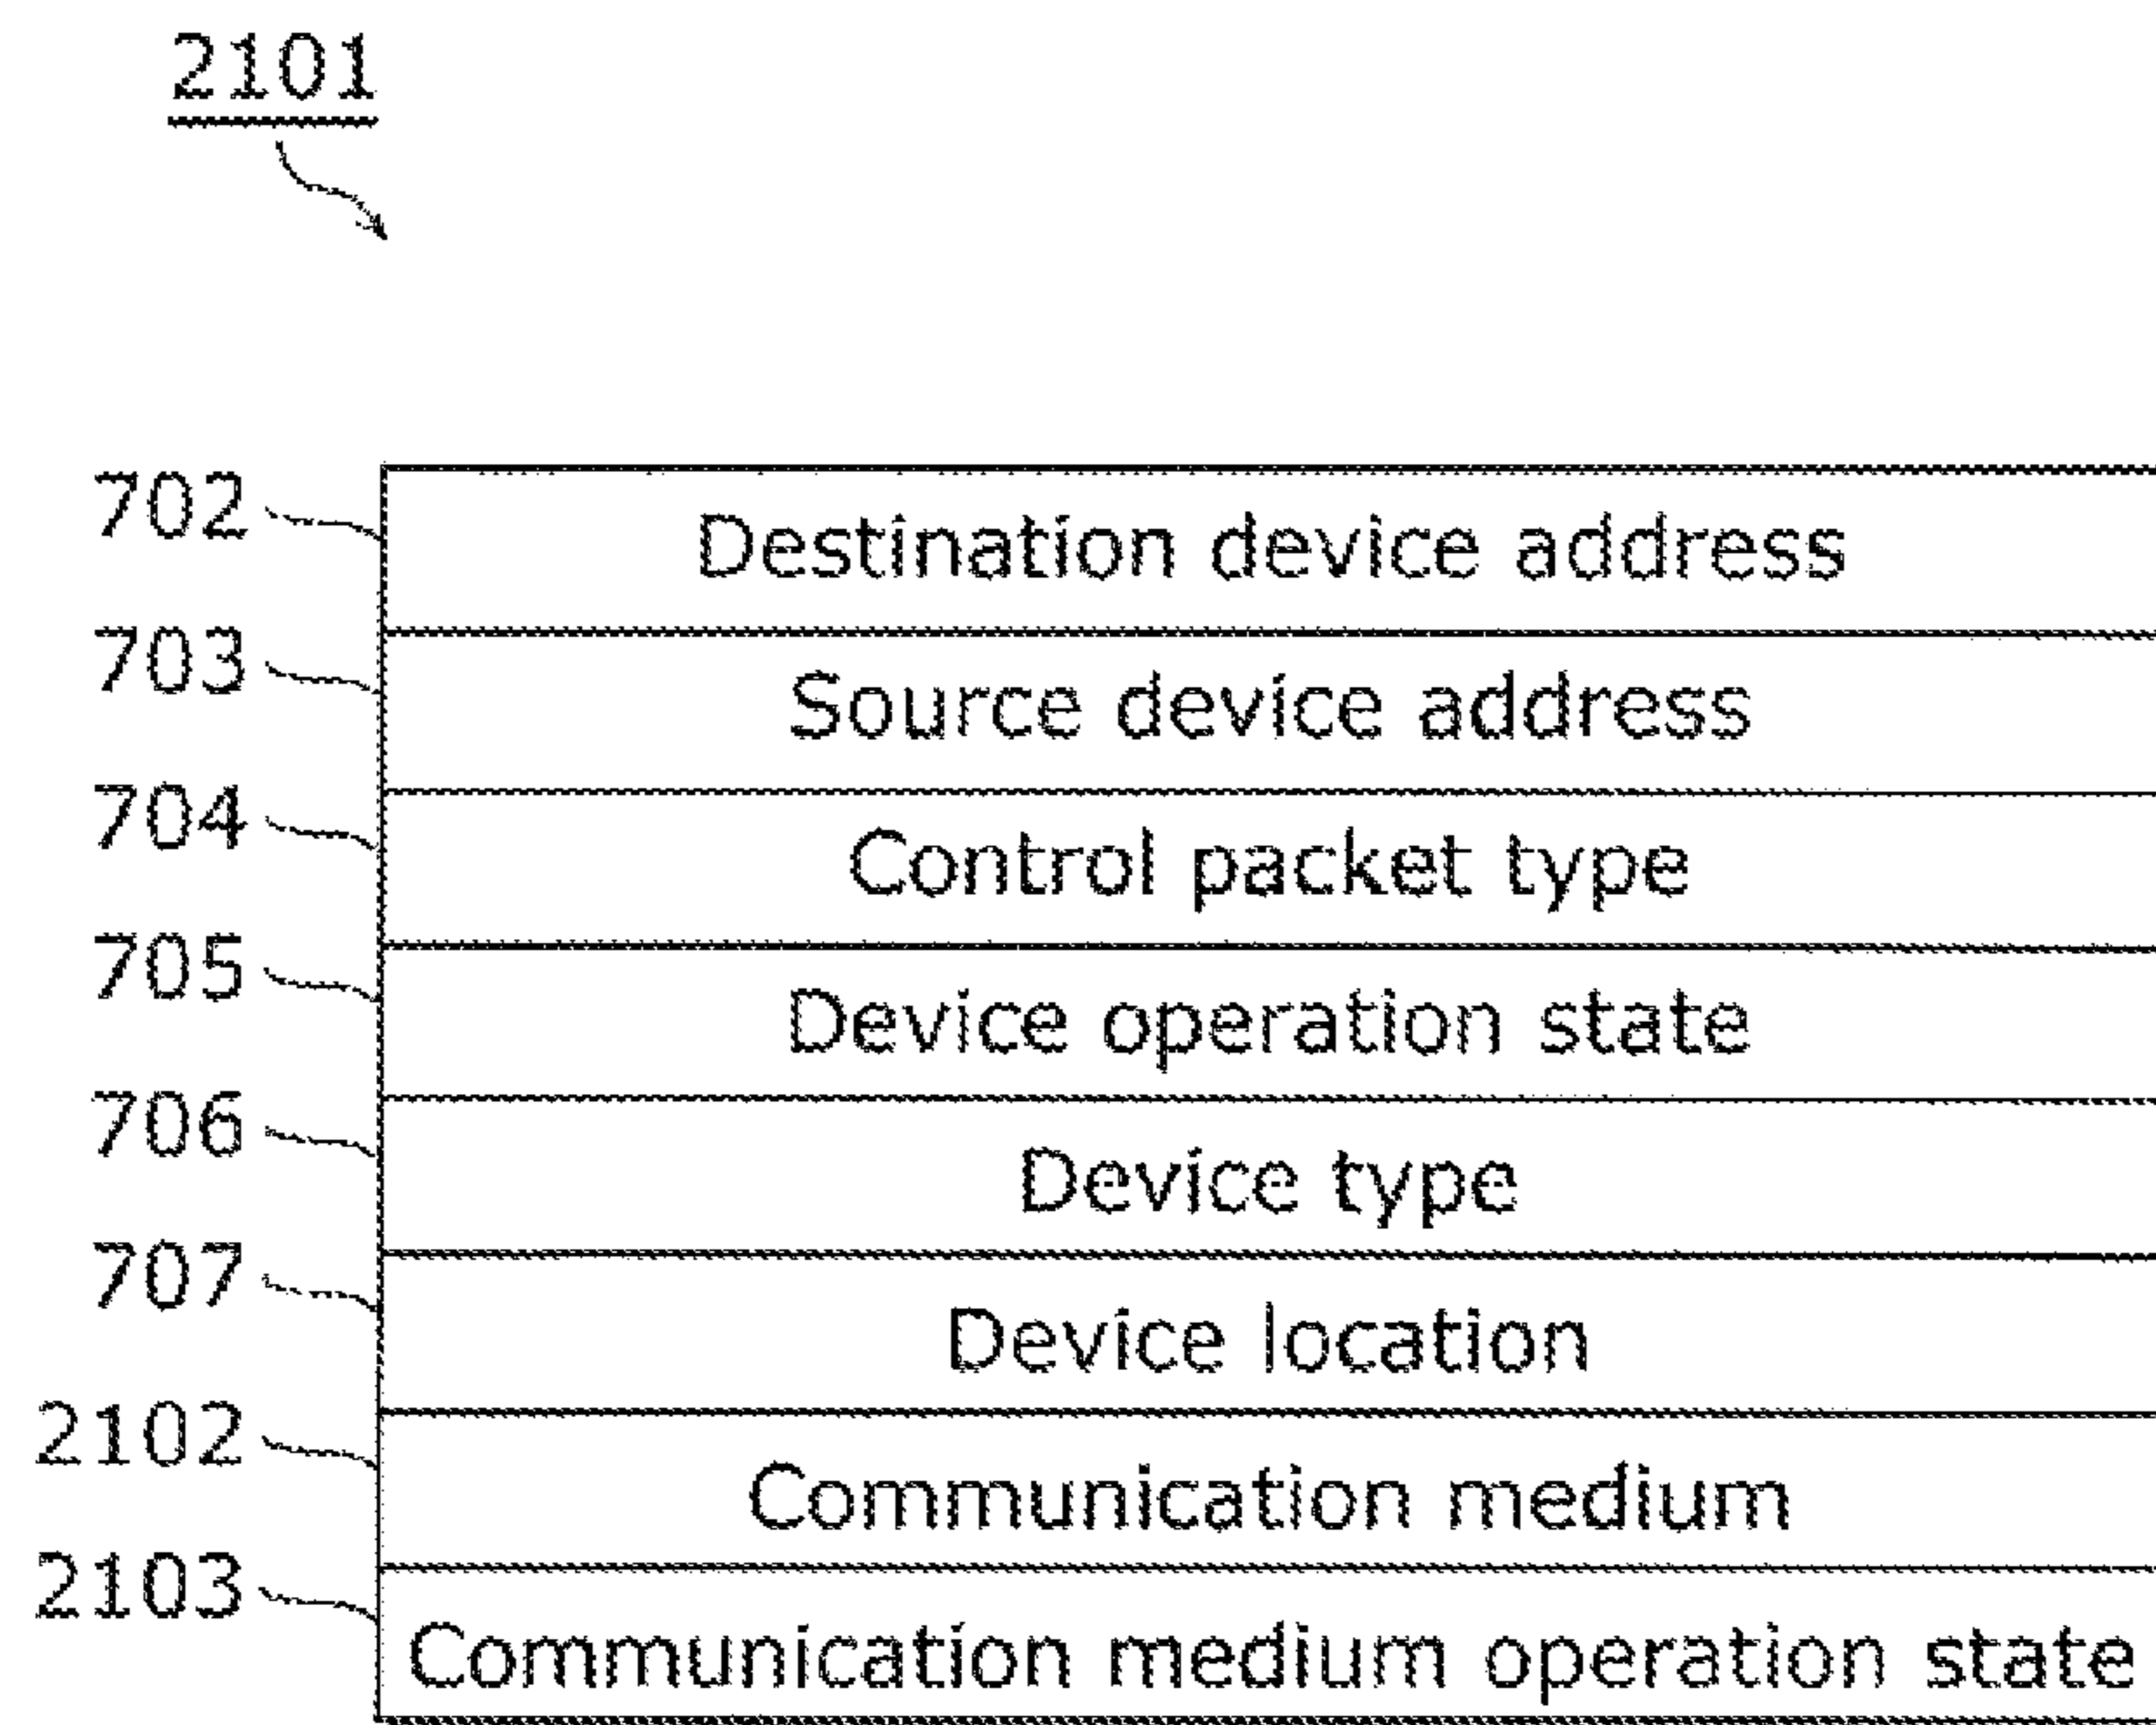 2101
702 Destination device address
703 Source device address
704 Control packet type
705 Device operation state
706 Device type
707 Device location
2102 Communication medium
2103 Communication medium operation state